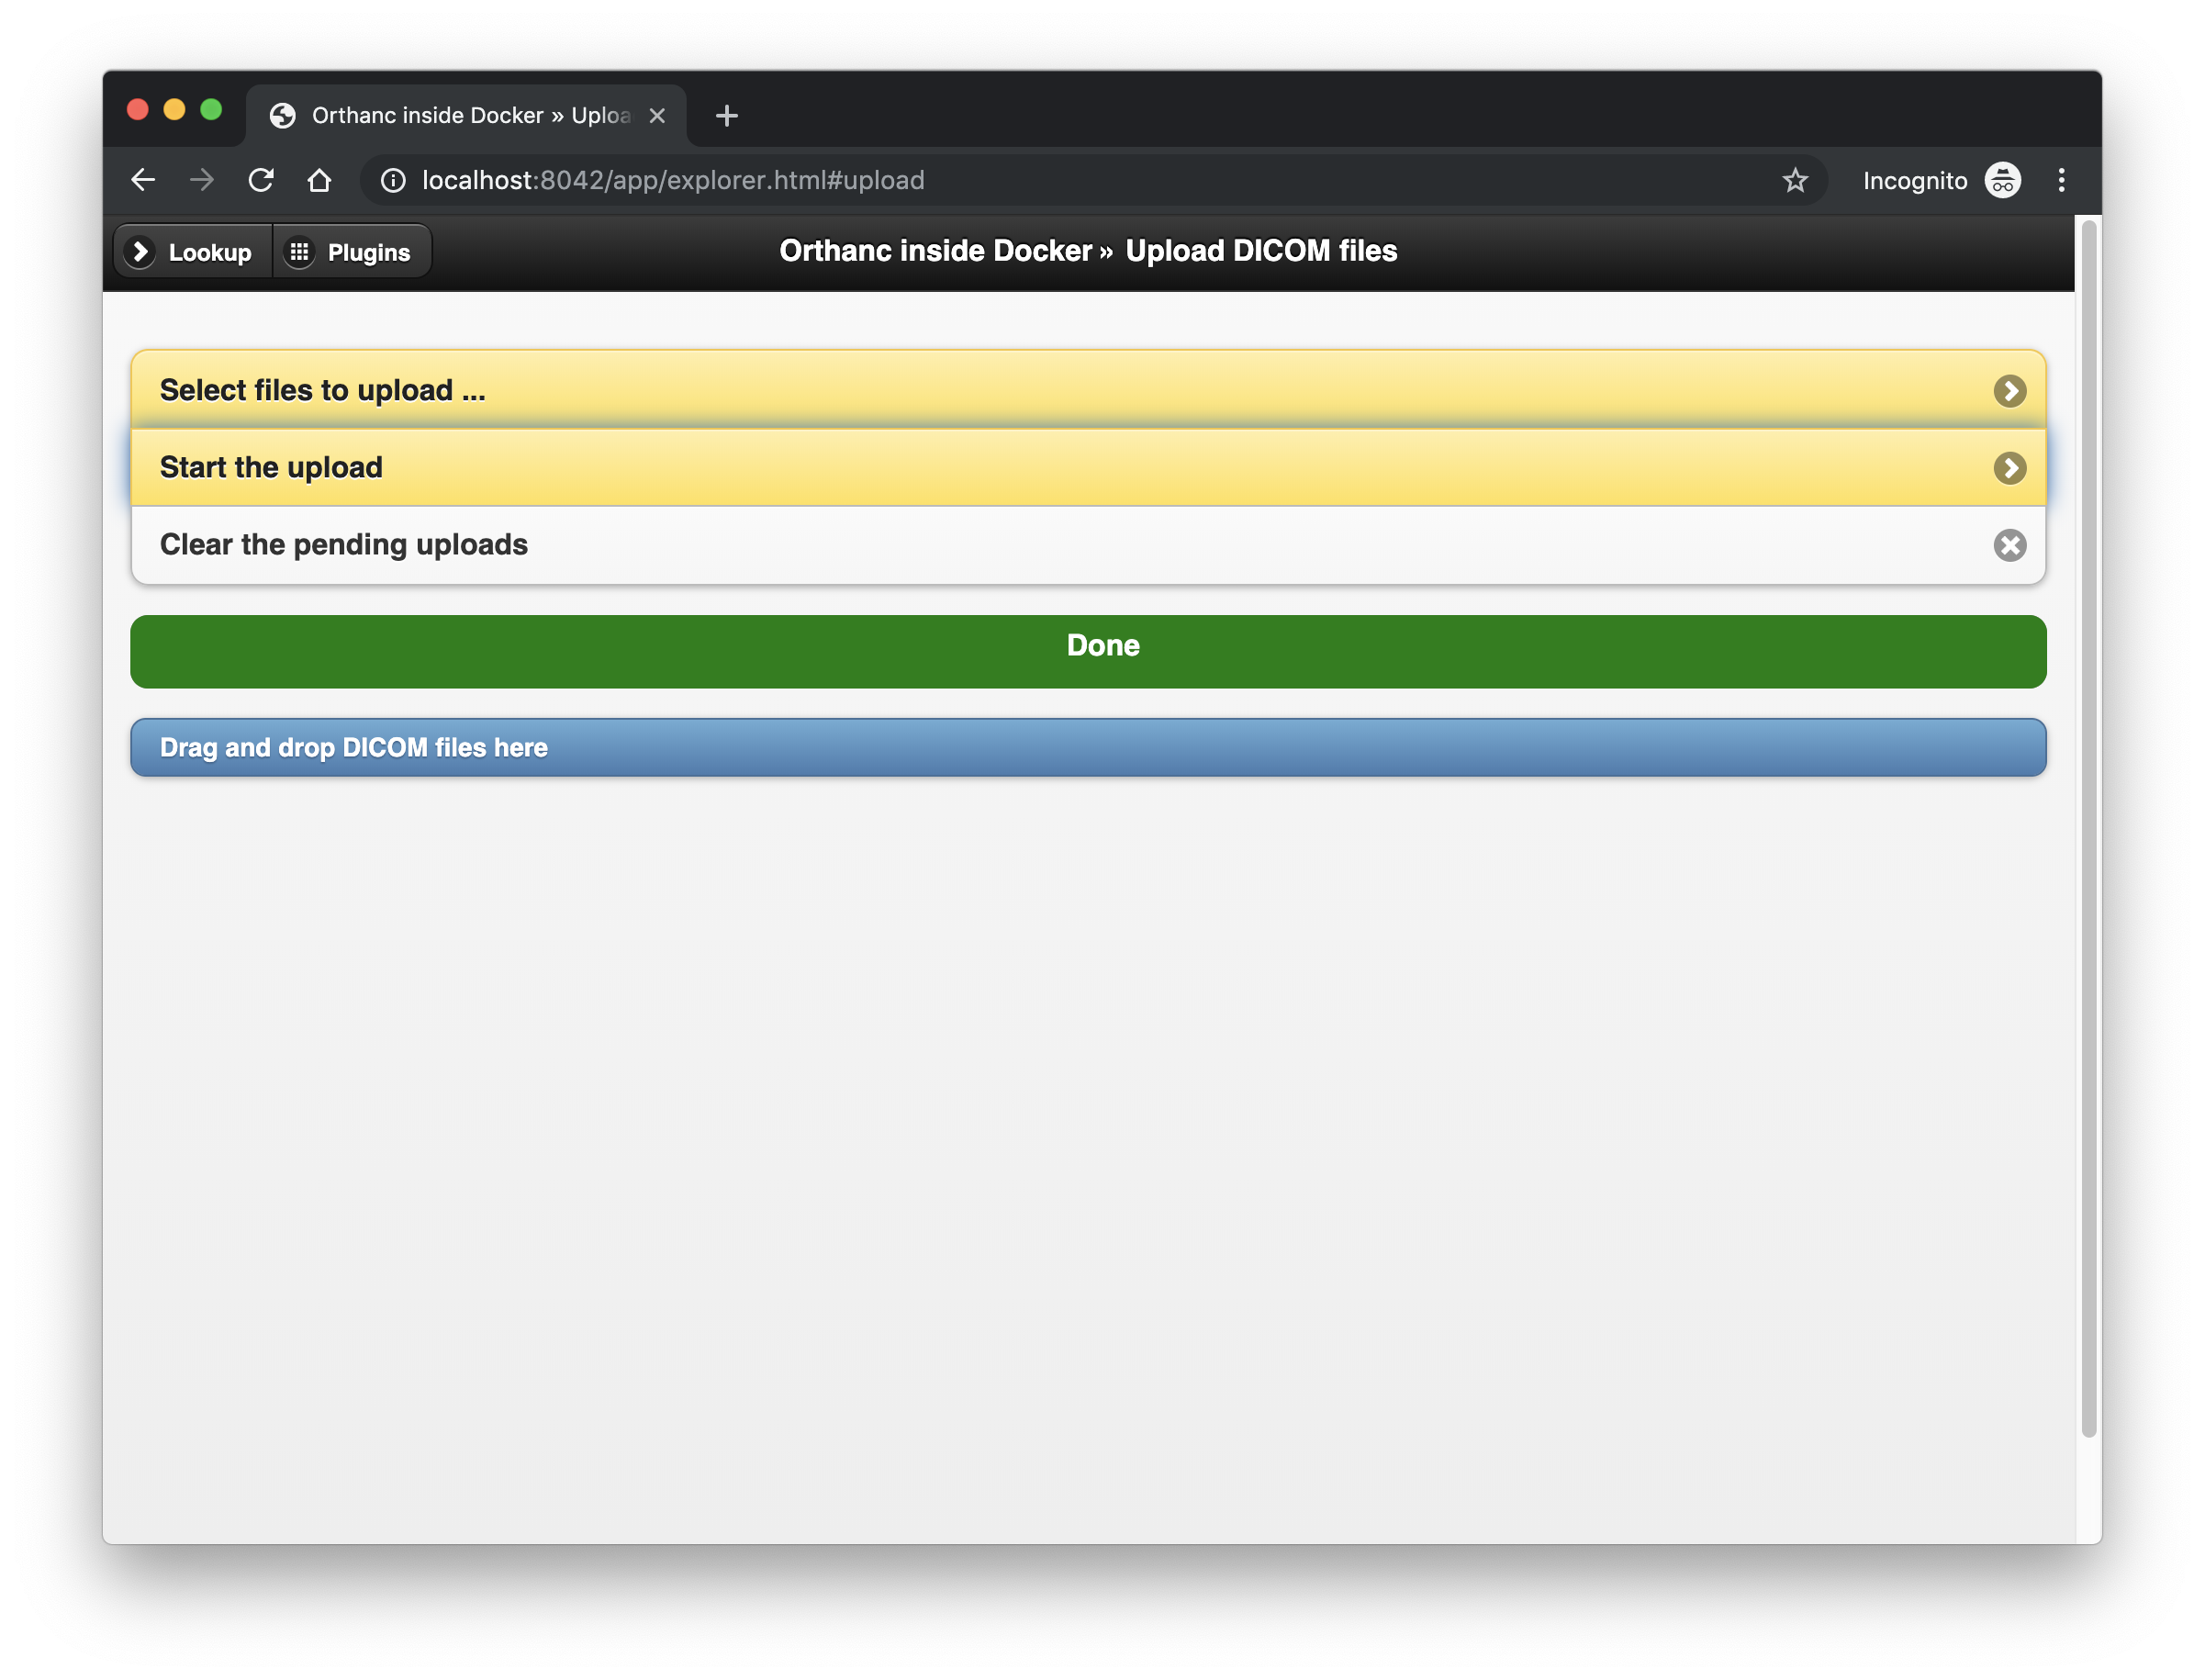 Orthanc inside Docker » Uploa
localhost:8042/app/explorer.html#upload
Incognito
Lookup
Plugins
Orthanc inside Docker » Upload DICOM files
Select files to upload ...
Start the upload
Clear the pending uploads
Done
Drag and drop DICOM files here